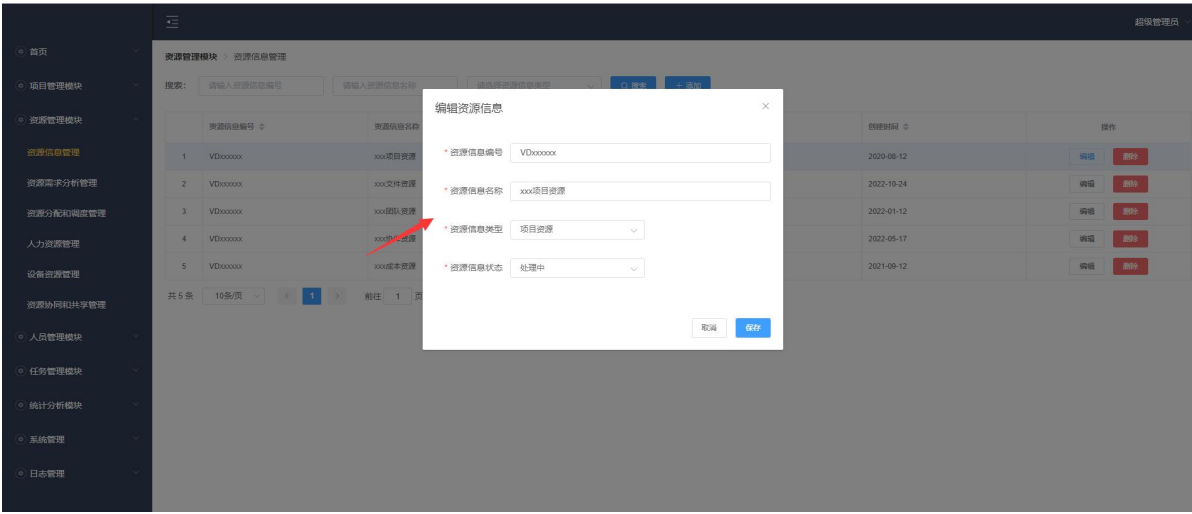 超级管理员
首页
项目管理模块
资源管理模块
资源信息管理
资源需求分析管理
资源分配和调度管理
人力资源管理
设备资源管理
资源协同和共享管理
人员管理模块
任务管理模块
统计分析模块
系统管理
日志管理
资源管理模块 > 资源信息管理
搜索: 请输入资源信息编号 请输入资源信息名称 请选择资源信息类型 搜索 + 添加
资源信息编号 资源信息名称 创建时间 操作
1 VDxxxxxx xxx项目资源 2020-08-12 编辑 删除
2 VDxxxxxx xxx文件资源 2022-10-24 编辑 删除
3 VDxxxxxx xxx团队资源 2022-01-12 编辑 删除
4 VDxxxxxx 2022-05-17 编辑 删除
5 VDxxxxxx xxx成本资源 2021-09-12 编辑 删除
共 5 条 10条/页 < 1 > 前往 1 页
编辑资源信息 ×
* 资源信息编号 VDxxxxxx
* 资源信息名称 xxx项目资源
* 资源信息类型 项目资源
* 资源信息状态 处理中
取消 保存